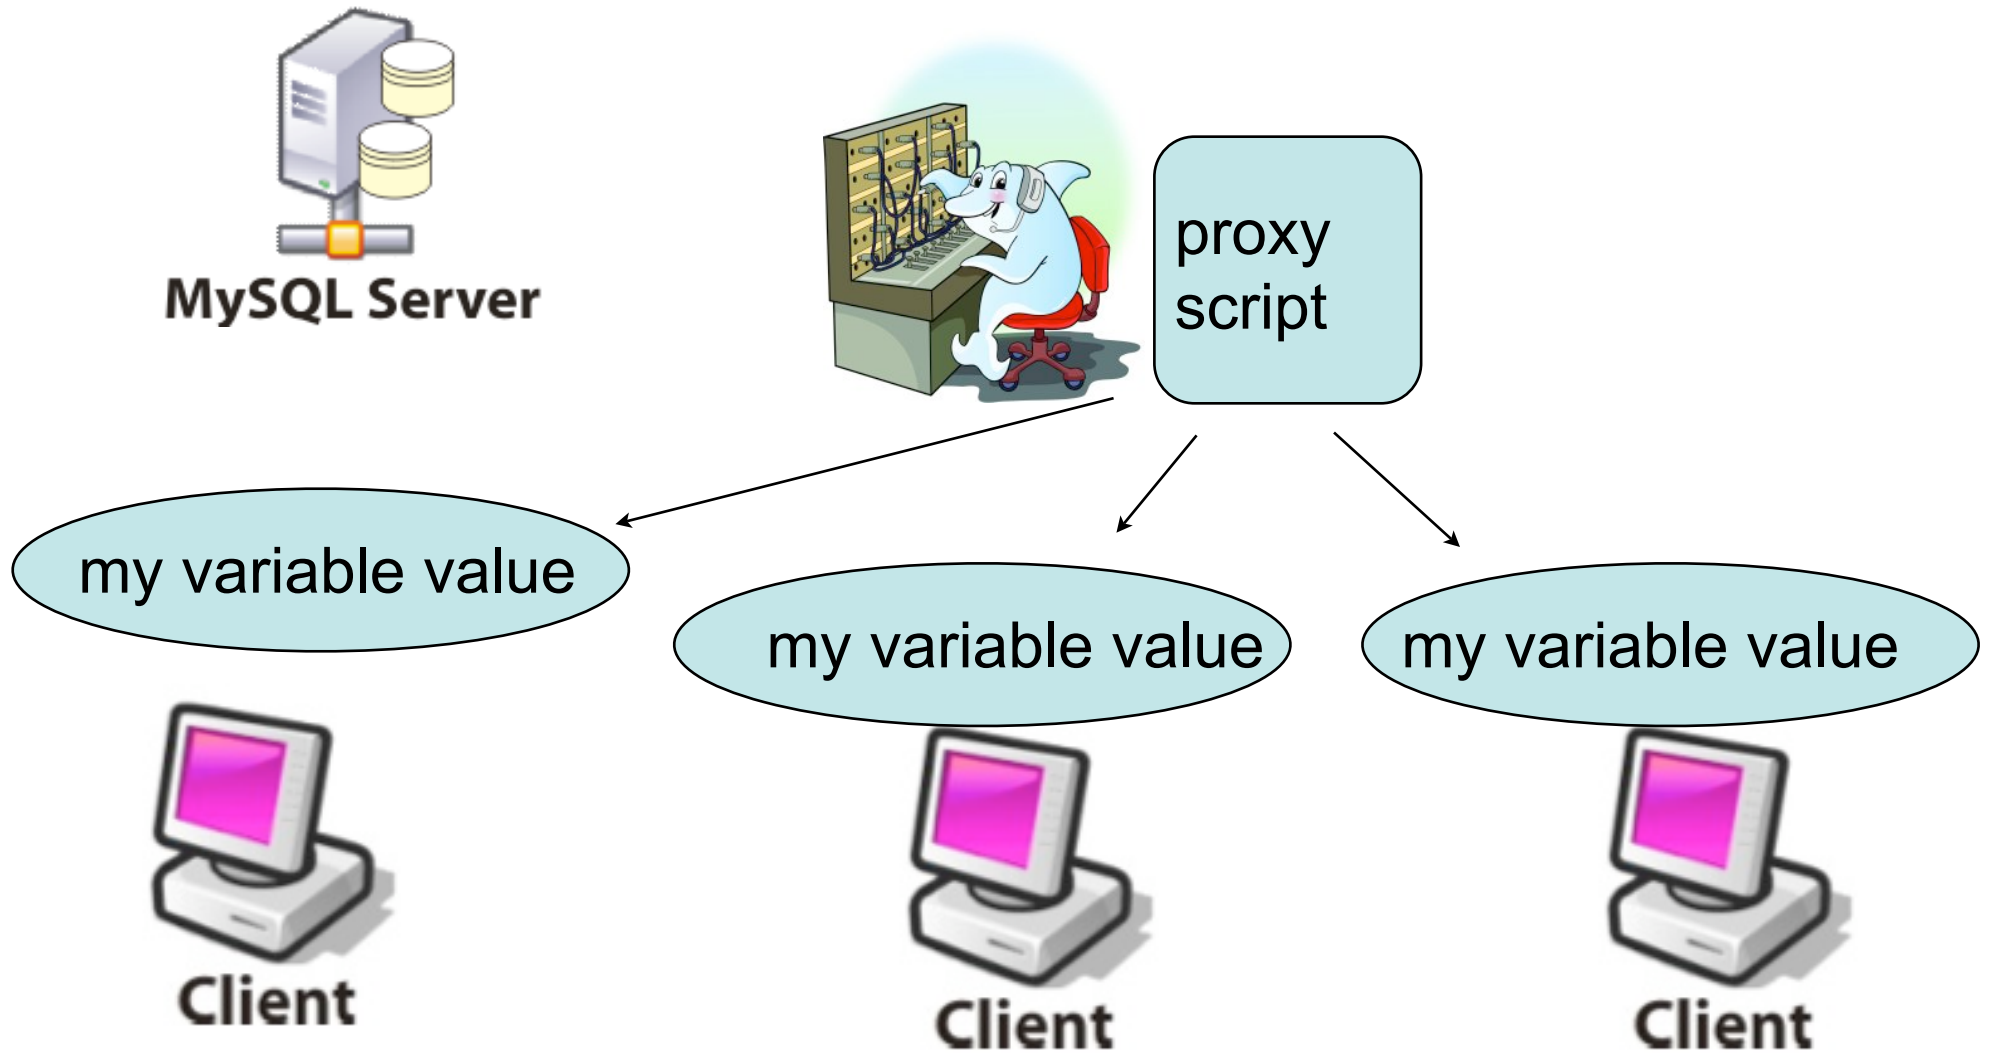 MySQL Server
proxy
script
my variable value
my variable value
my variable value
Client
Client
Client